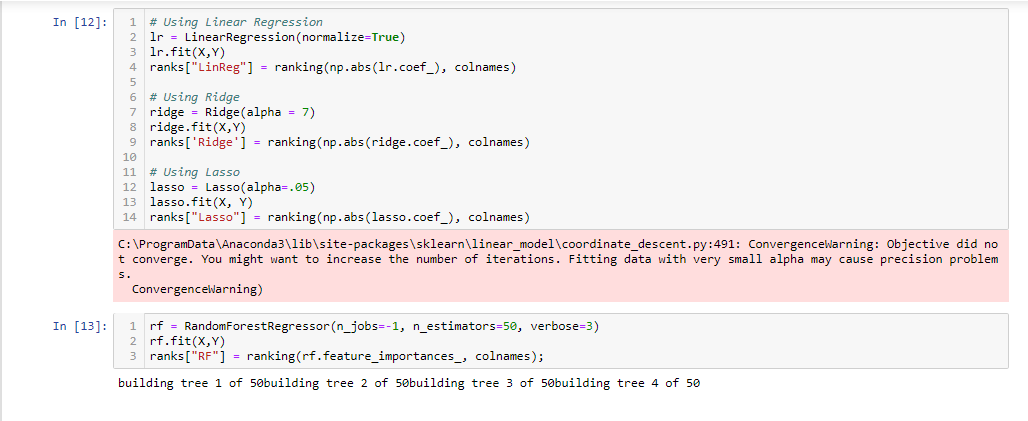 In [12]:
1 # Using Linear Regression
2 lr = LinearRegression(normalize=True)
3 lr.fit(X,Y)
4 ranks["LinReg"] = ranking(np.abs(lr.coef_), colnames)
5
6 # Using Ridge
7 ridge = Ridge(alpha = 7)
8 ridge.fit(X,Y)
9 ranks['Ridge'] = ranking(np.abs(ridge.coef_), colnames)
10
11 # Using Lasso
12 lasso = Lasso(alpha=.05)
13 lasso.fit(X, Y)
14 ranks["Lasso"] = ranking(np.abs(lasso.coef_), colnames)
C:\ProgramData\Anaconda3\lib\site-packages\sklearn\linear_model\coordinate_descent.py:491: ConvergenceWarning: Objective did no
t converge. You might want to increase the number of iterations. Fitting data with very small alpha may cause precision problem
s.
ConvergenceWarning)
In [13]:
1 rf = RandomForestRegressor(n_jobs=-1, n_estimators=50, verbose=3)
2 rf.fit(X,Y)
3 ranks["RF"] = ranking(rf.feature_importances_, colnames);
building tree 1 of 50building tree 2 of 50building tree 3 of 50building tree 4 of 50